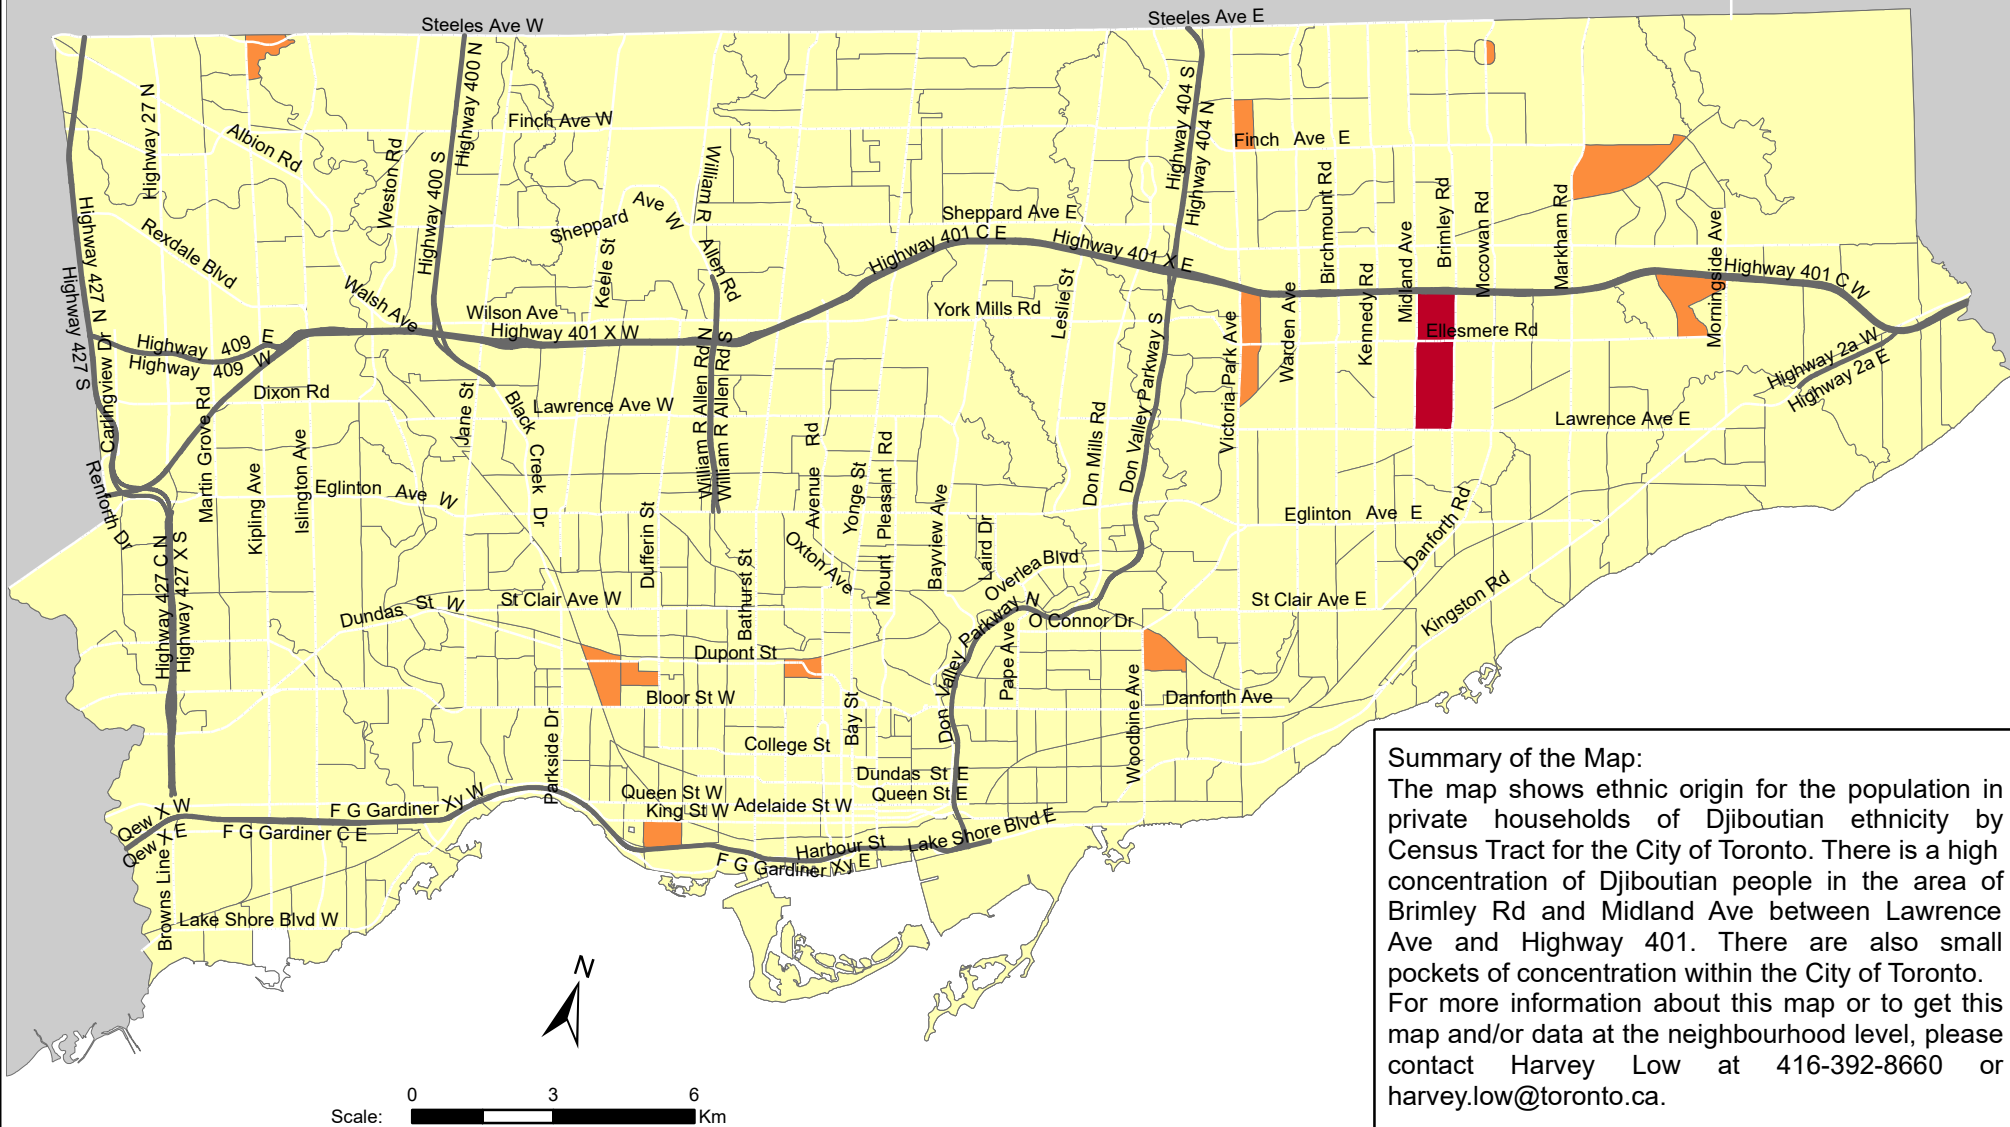 Steeles Ave W
Steeles Ave E
Highway 400 N
Highway 404 S
Highway 404 N
Highway 27 N
Finch Ave W
Finch Ave E
Albion Rd
Weston Rd
Highway 400 S
William R Allen Rd
Sheppard Ave W
Sheppard Ave E
Keele St
Birchmount Rd
Midland Ave
Brimley Rd
Mccowan Rd
Markham Rd
Morningside Ave
Highway 427 N
Highway 427 S
Rexdale Blvd
Walsh Ave
Highway 401 C E
Highway 401 X E
Highway 401 C W
Wilson Ave
Highway 401 X W
York Mills Rd
Leslie St
Kennedy Rd
Warden Ave
Victoria Park Ave
Ellesmere Rd
Highway 409 E
Highway 409 W
Highway 2a W
Highway 2a E
Carlingview Dr
Dixon Rd
Martin Grove Rd
Jane St
Black Creek Dr
Lawrence Ave W
Lawrence Ave E
William R Allen Rd N
William R Allen Rd S
Don Valley Parkway S
Don Mills Rd
Renforth Dr
Kipling Ave
Islington Ave
Eglinton Ave W
Eglinton Ave E
Dufferin St
Avenue Rd
Yonge St
Mount Pleasant Rd
Bayview Ave
Laird Dr
Oxton Ave
Overlea Blvd
Danforth Rd
Bathurst St
Highway 427 C N
Highway 427 X S
Dundas St W
St Clair Ave W
St Clair Ave E
Kingston Rd
O Connor Dr
Don Valley Parkway N
Pape Ave
Dupont St
Bloor St W
Danforth Ave
Woodbine Ave
Bay St
Parkside Dr
College St
Dundas St E
Queen St E
Queen St W
King St W
Adelaide St W
Qew X W
Qew X E
F G Gardiner Xy W
F G Gardiner C E
Harbour St
Lake Shore Blvd E
F G Gardiner Xy E
Browns Line
Lake Shore Blvd W
N
0 3 6
Scale: Km
Summary of the Map:
The map shows ethnic origin for the population in
private households of Djiboutian ethnicity by
Census Tract for the City of Toronto. There is a high
concentration of Djiboutian people in the area of
Brimley Rd and Midland Ave between Lawrence
Ave and Highway 401. There are also small
pockets of concentration within the City of Toronto.
For more information about this map or to get this
map and/or data at the neighbourhood level, please
contact Harvey Low at 416-392-8660 or
harvey.low@toronto.ca.